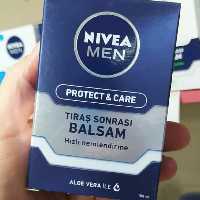 NIVEA
MEN
PROTECT & CARE
TIRAŞ SONRASI
BALSAM
Hızlı nemlendirme
ALOE VERA İLE